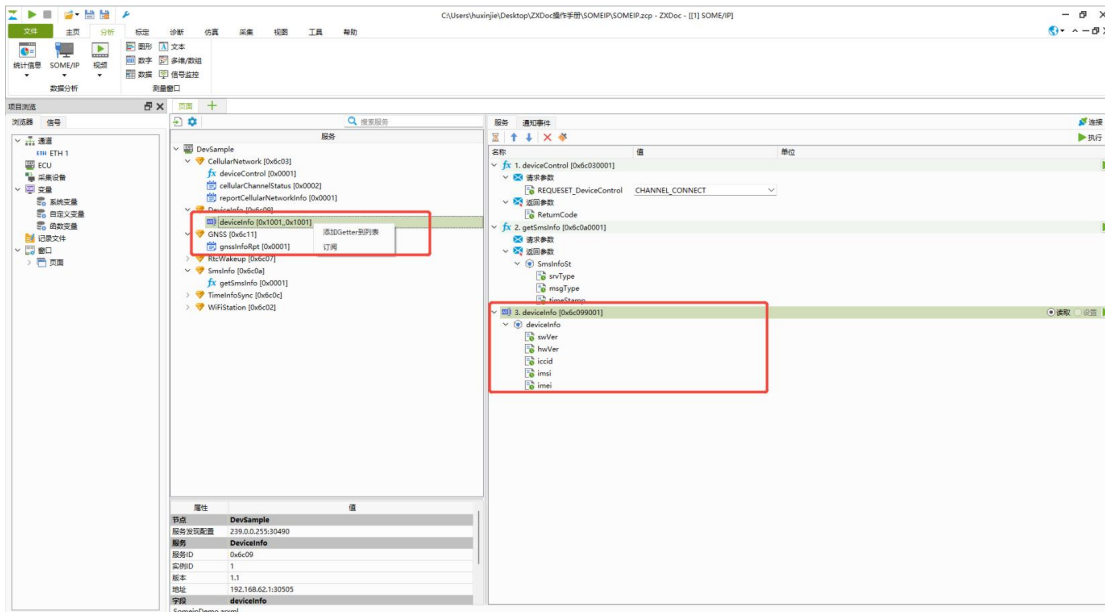 C:\Users\huxinjie\Desktop\ZXDoc操作手册\SOMEIP\SOMEIP.zcp - ZXDoc - [[1] SOME/IP]
文件 主页 分析 标定 诊断 仿真 采集 视图 工具 帮助
统计信息 SOME/IP 视频
图形 文本
数字 多维/数组
数据 信号监控
数据分析 测量窗口
项目浏览
页面
浏览器 信号
通道
ETH 1
ECU
采集设备
变量
系统变量
自定义变量
函数变量
记录文件
窗口
页面
搜索服务
服务
DevSample
CellularNetwork [0x6c03]
deviceControl [0x0001]
cellularChannelStatus [0x0002]
reportCellularNetworkInfo [0x0001]
DeviceInfo [0x6c09]
deviceInfo [0x1001,,0x1001]
GNSS [0x6c11]
gnssInfoRpt [0x0001]
RtcWakeup [0x6c07]
SmsInfo [0x6c0a]
getSmsInfo [0x0001]
TimeInfoSync [0x6c0c]
WiFiStation [0x6c02]
添加Getter到列表
订阅
属性 值
节点 DevSample
服务发现配置 239.0.0.255:30490
服务 DeviceInfo
服务ID 0x6c09
实例ID 1
版本 1.1
地址 192.168.62.1:30505
字段 deviceInfo
SomeipDemo.arxml
服务 通知事件
连接
执行
名称 值 单位
1. deviceControl [0x6c030001]
请求参数
REQUESET_DeviceControl CHANNEL_CONNECT
返回参数
ReturnCode
2. getSmsInfo [0x6c0a0001]
请求参数
返回参数
SmsInfoSt
srvType
msgType
timeStamp
3. deviceInfo [0x6c099001] 读取 设置
deviceInfo
swVer
hwVer
iccid
imsi
imei